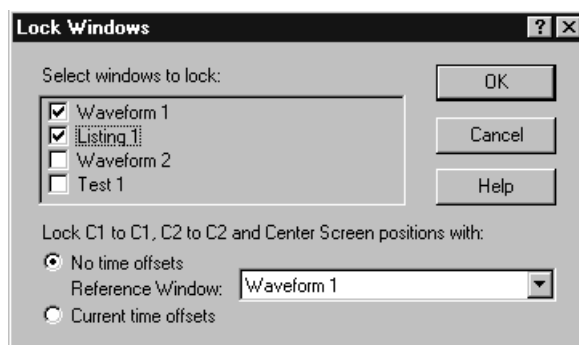 Lock Windows
Select windows to lock:
Waveform 1
Listing 1
Waveform 2
Test 1
OK
Cancel
Help
Lock C1 to C1, C2 to C2 and Center Screen positions with:
No time offsets
Reference Window: Waveform 1
Current time offsets